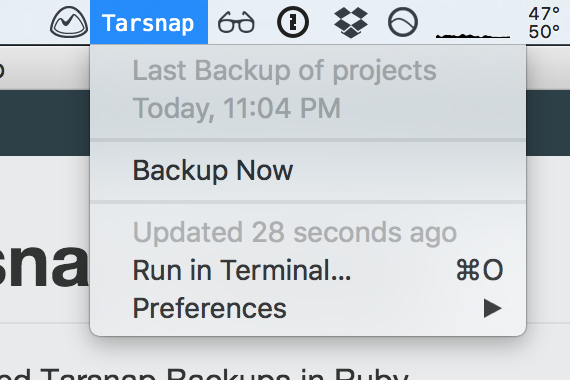 Tarsnap
47°
50°
Last Backup of projects
Today, 11:04 PM
Backup Now
Updated 28 seconds ago
Run in Terminal... ⌘O
Preferences ▶
sna
ed Tarsnap Backups in Ruby